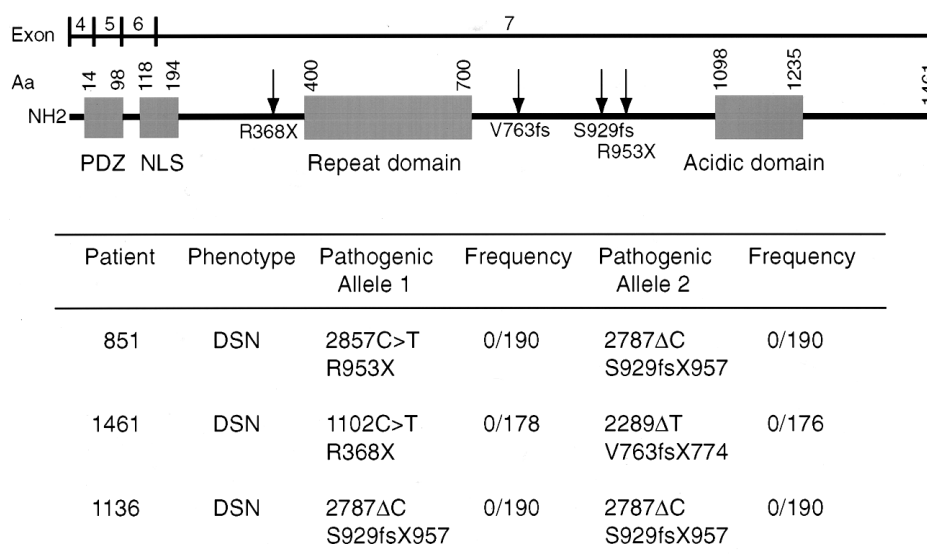 Exon 4 5 6 7
Aa 14 98 118 194 400 700 1098 1235 1461
NH2 R368X V763fs S929fs
R953X
PDZ NLS Repeat domain Acidic domain
Patient Phenotype Pathogenic Frequency Pathogenic Frequency
Allele 1 Allele 2
851 DSN 2857C>T 0/190 2787ΔC 0/190
R953X S929fsX957
1461 DSN 1102C>T 0/178 2289ΔT 0/176
R368X V763fsX774
1136 DSN 2787ΔC 0/190 2787ΔC 0/190
S929fsX957 S929fsX957